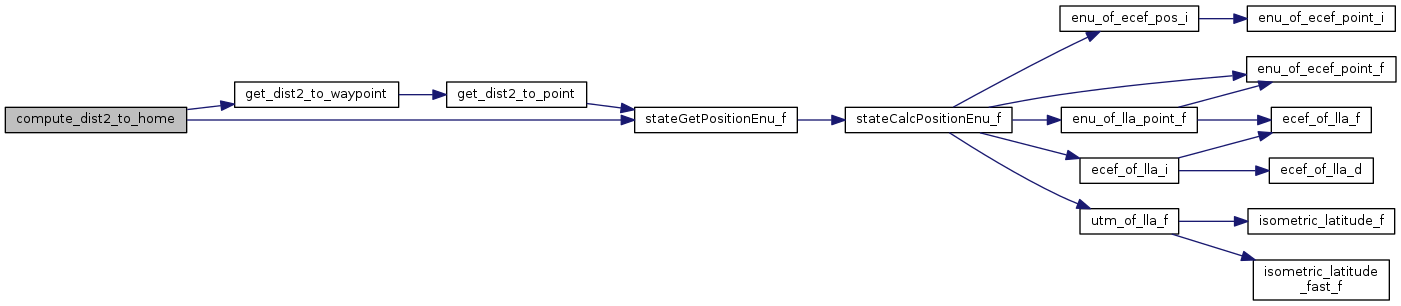 enu_of_ecef_pos_i
enu_of_ecef_point_i
enu_of_ecef_point_f
get_dist2_to_waypoint
get_dist2_to_point
compute_dist2_to_home
stateGetPositionEnu_f
stateCalcPositionEnu_f
enu_of_lla_point_f
ecef_of_lla_f
ecef_of_lla_i
ecef_of_lla_d
utm_of_lla_f
isometric_latitude_f
isometric_latitude
_fast_f